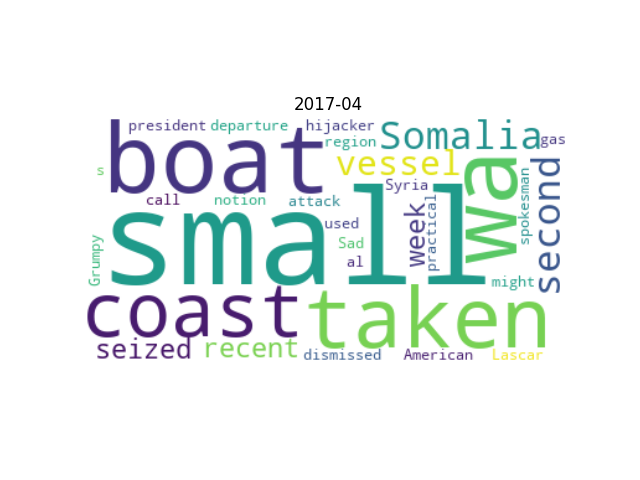 2017-04
president departure hijacker
boat Somalia gas
region
vessel
s
Syria
call notion attack
small
wa
second
spokesman
week
practical
used
Sad
al
Grumpy
might
coast taken
seized recent
dismissed American Lascar